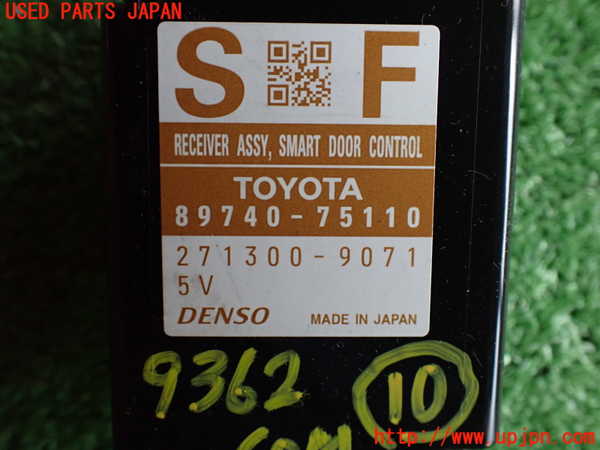 USED PARTS JAPAN
S F
RECEIVER ASSY, SMART DOOR CONTROL
TOYOTA
89740-75110
271300-9071
5V
DENSO MADE IN JAPAN
9362 10
http://www.upjpn.com